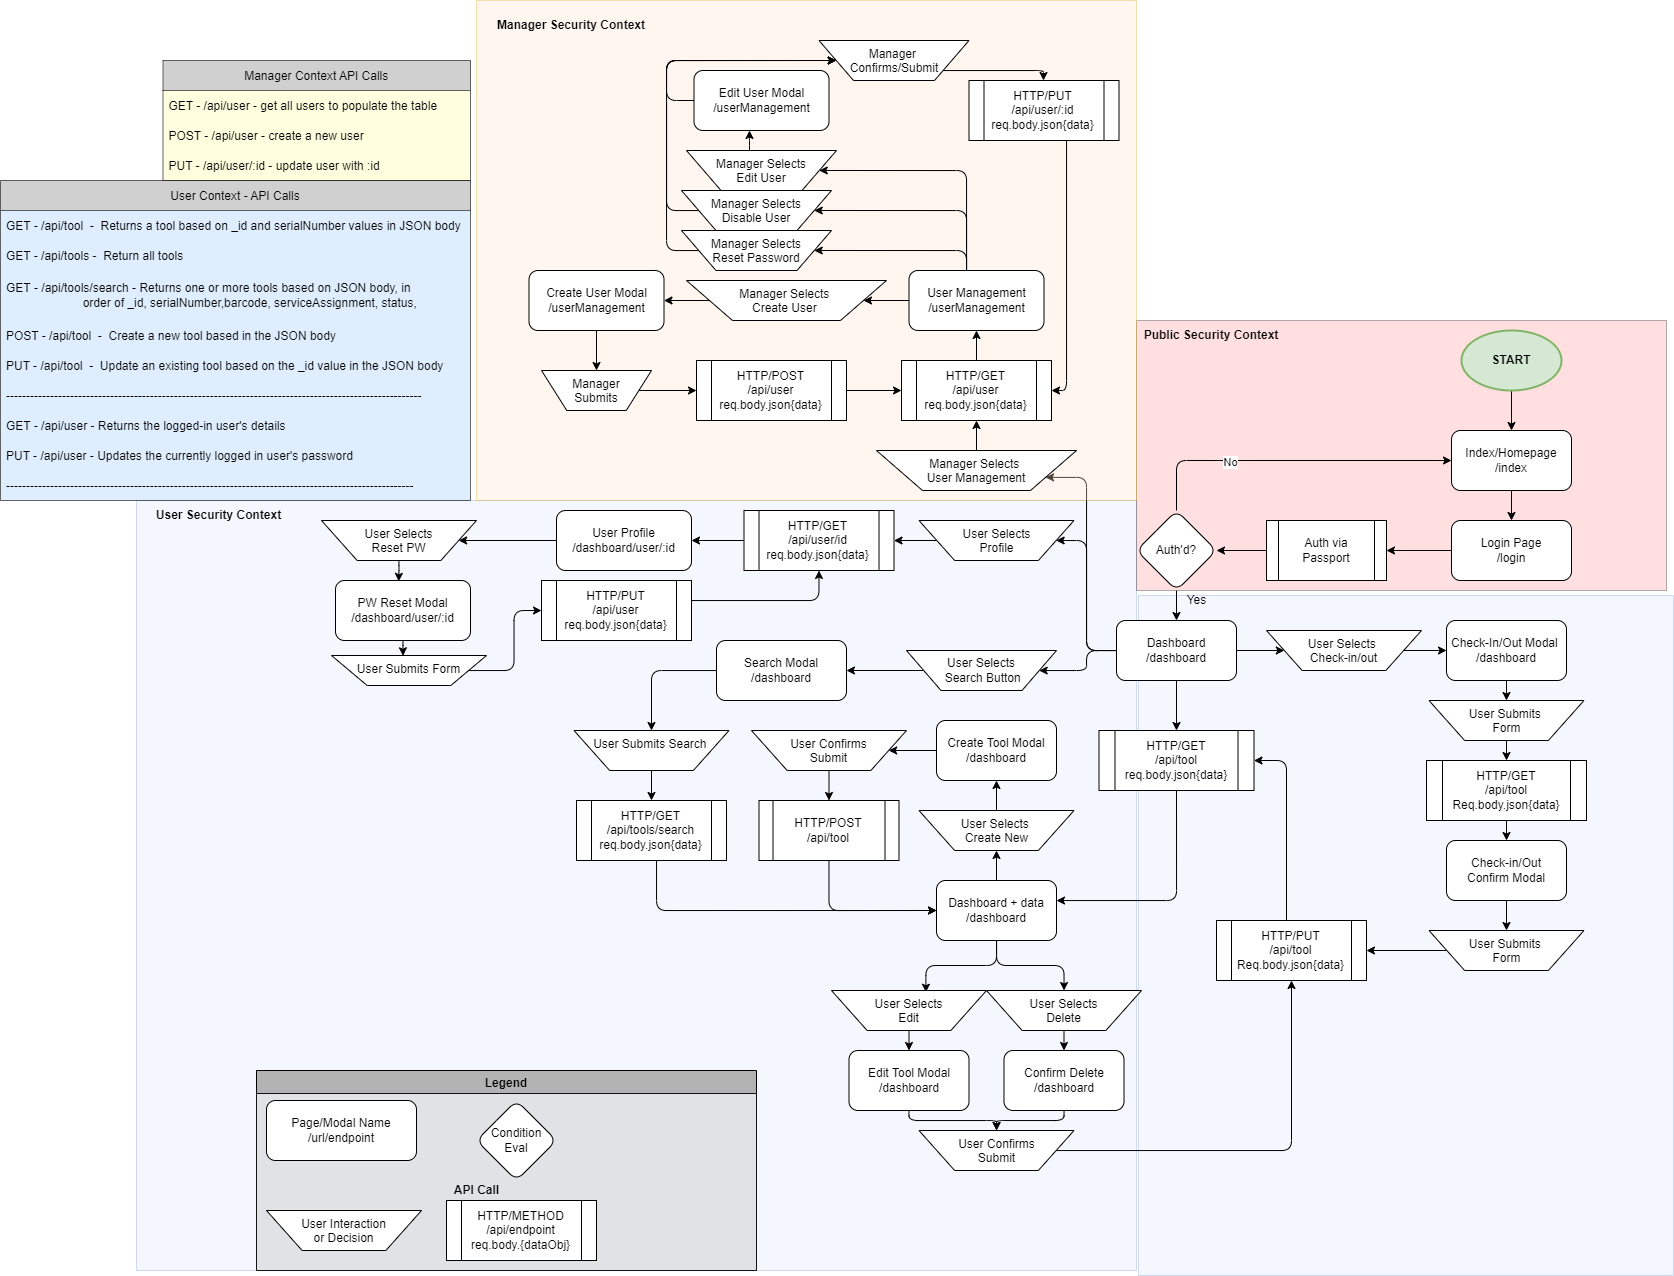 Manager Security Context
Manager
Confirms/Submit
Edit User Modal
/userManagement
HTTP/PUT
/api/user/:id
req.body.json{data}
Manager Selects
Edit User
Manager Selects
Disable User
Manager Selects
Reset Password
Create User Modal
/userManagement
Manager Selects
Create User
User Management
/userManagement
Manager
Submits
HTTP/POST
/api/user
req.body.json{data}
HTTP/GET
/api/user
req.body.json{data}
Manager Selects
User Management
Manager Context API Calls
GET - /api/user - get all users to populate the table
POST - /api/user - create a new user
PUT - /api/user/:id - update user with :id
User Context - API Calls
GET - /api/tool  -  Returns a tool based on _id and serialNumber values in JSON body
GET - /api/tools -  Return all tools
GET - /api/tools/search - Returns one or more tools based on JSON body, in
order of _id, serialNumber,barcode, serviceAssignment, status,
POST - /api/tool  -  Create a new tool based in the JSON body
PUT - /api/tool  -  Update an existing tool based on the _id value in the JSON body
GET - /api/user - Returns the logged-in user's details
PUT - /api/user - Updates the currently logged in user's password
Public Security Context
START
Index/Homepage
/index
No
Login Page
/login
Auth via
Passport
Auth'd?
Yes
User Security Context
User Selects
Reset PW
User Profile
/dashboard/user/:id
HTTP/GET
/api/user/id
req.body.json{data}
User Selects
Profile
PW Reset Modal
/dashboard/user/:id
HTTP/PUT
/api/user
req.body.json{data}
User Submits Form
Search Modal
/dashboard
User Selects
Search Button
Dashboard
/dashboard
User Selects
Check-in/out
Check-In/Out Modal
/dashboard
User Submits
Form
User Submits Search
User Confirms
Submit
Create Tool Modal
/dashboard
HTTP/GET
/api/tool
req.body.json{data}
HTTP/GET
/api/tool
Req.body.json{data}
HTTP/GET
/api/tools/search
req.body.json{data}
HTTP/POST
/api/tool
User Selects
Create New
Check-in/Out
Confirm Modal
Dashboard + data
/dashboard
HTTP/PUT
/api/tool
Req.body.json{data}
User Submits
Form
User Selects
Edit
User Selects
Delete
Edit Tool Modal
/dashboard
Confirm Delete
/dashboard
User Confirms
Submit
Legend
Page/Modal Name
/url/endpoint
Condition
Eval
API Call
User Interaction
or Decision
HTTP/METHOD
/api/endpoint
req.body.{dataObj}